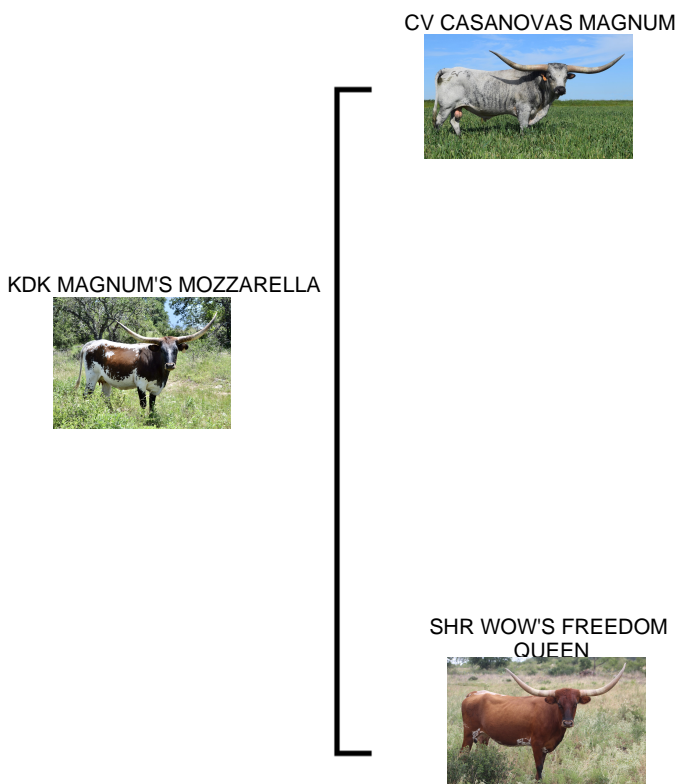 CV CASANOVAS MAGNUM
KDK MAGNUM'S MOZZARELLA
SHR WOW'S FREEDOM
QUEEN